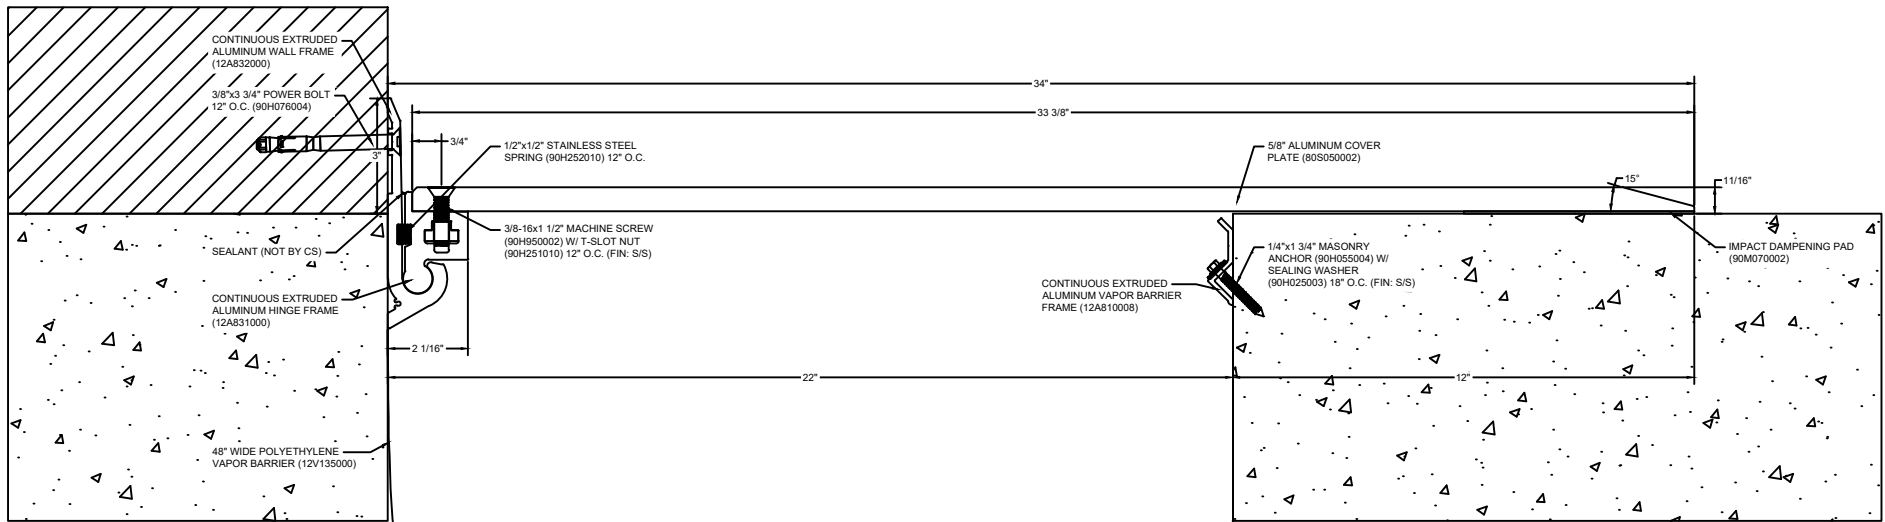 CONTINUOUS EXTRUDED
ALUMINUM WALL FRAME
(12A832000)
34"
3/8"x3 3/4" POWER BOLT
12" O.C. (90H076004)
33 3/8"
3"
3/4"
1/2"x1/2" STAINLESS STEEL
SPRING (90H252010) 12" O.C.
5/8" ALUMINUM COVER
PLATE (80S050002)
15°
11/16"
3/8-16x1 1/2" MACHINE SCREW
(90H950002) W/ T-SLOT NUT
(90H251010) 12" O.C. (FIN: S/S)
SEALANT (NOT BY CS)
1/4"x1 3/4" MASONRY
ANCHOR (90H055004) W/
SEALING WASHER
(90H025003) 18" O.C. (FIN: S/S)
IMPACT DAMPENING PAD
(90M070002)
CONTINUOUS EXTRUDED
ALUMINUM HINGE FRAME
(12A831000)
CONTINUOUS EXTRUDED
ALUMINUM VAPOR BARRIER
FRAME (12A810008)
2 1/16"
22"
12"
48" WIDE POLYETHYLENE
VAPOR BARRIER (12V135000)